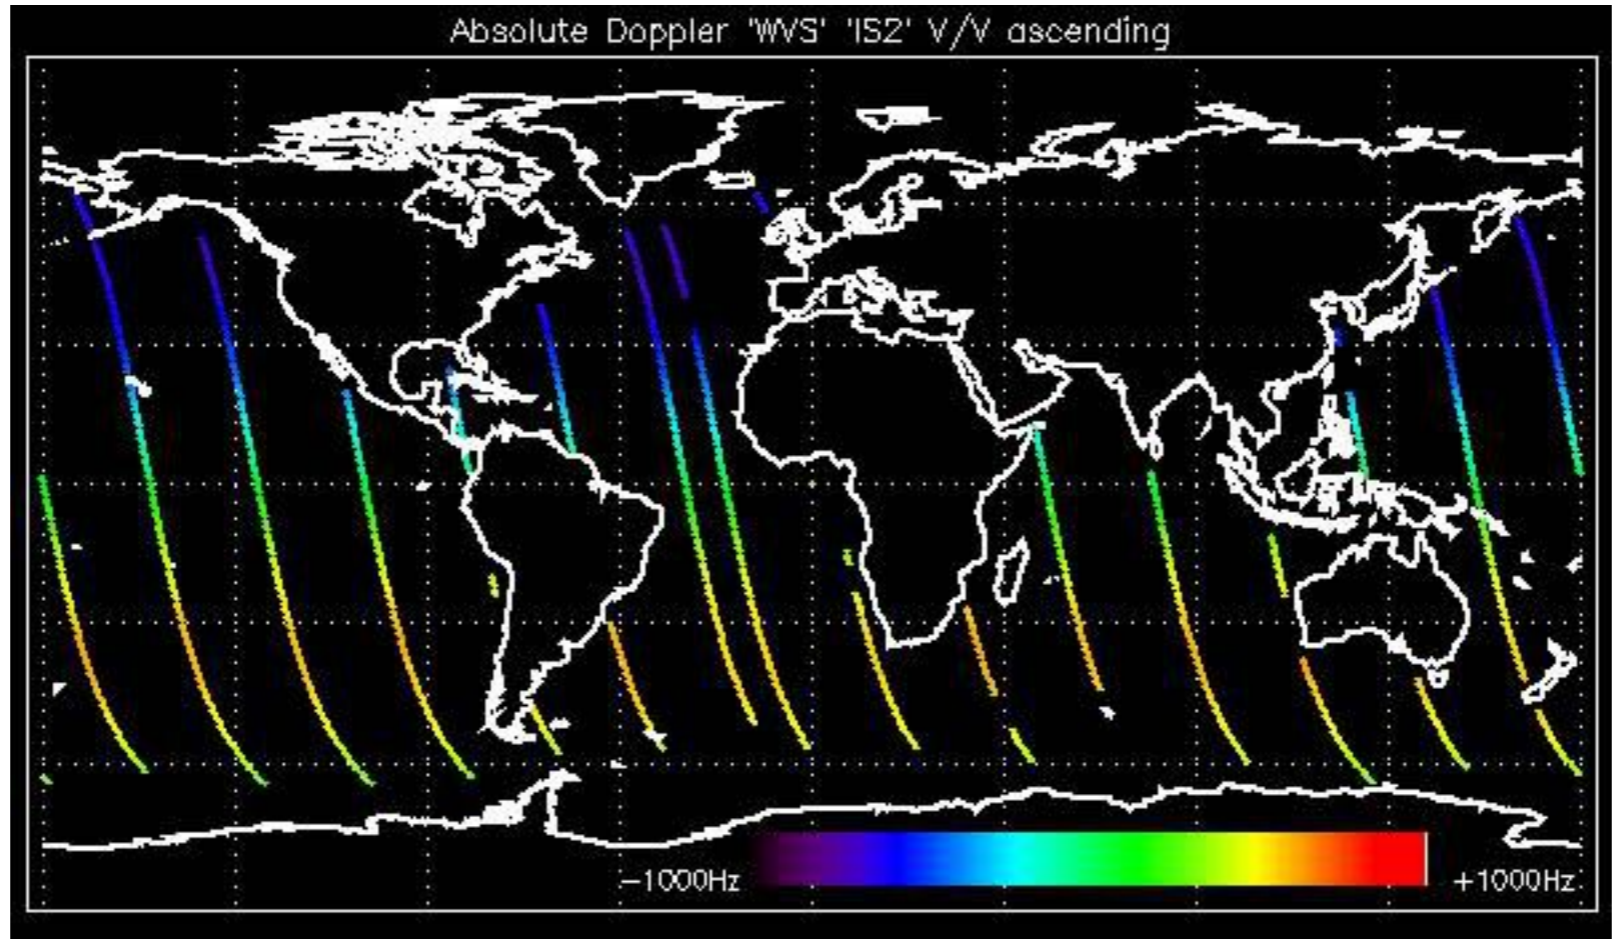 Absolute Doppler 'WVS' 'IS2' V/V ascending
−1000Hz +1000Hz